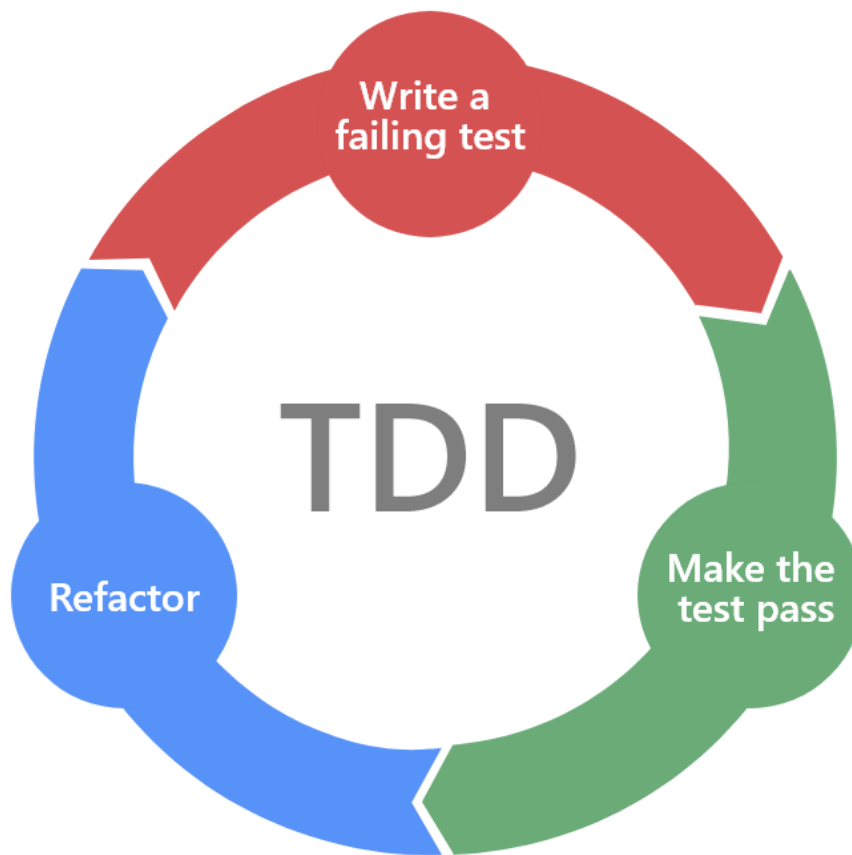 Write a
failing test
TDD
Make the
test pass
Refactor